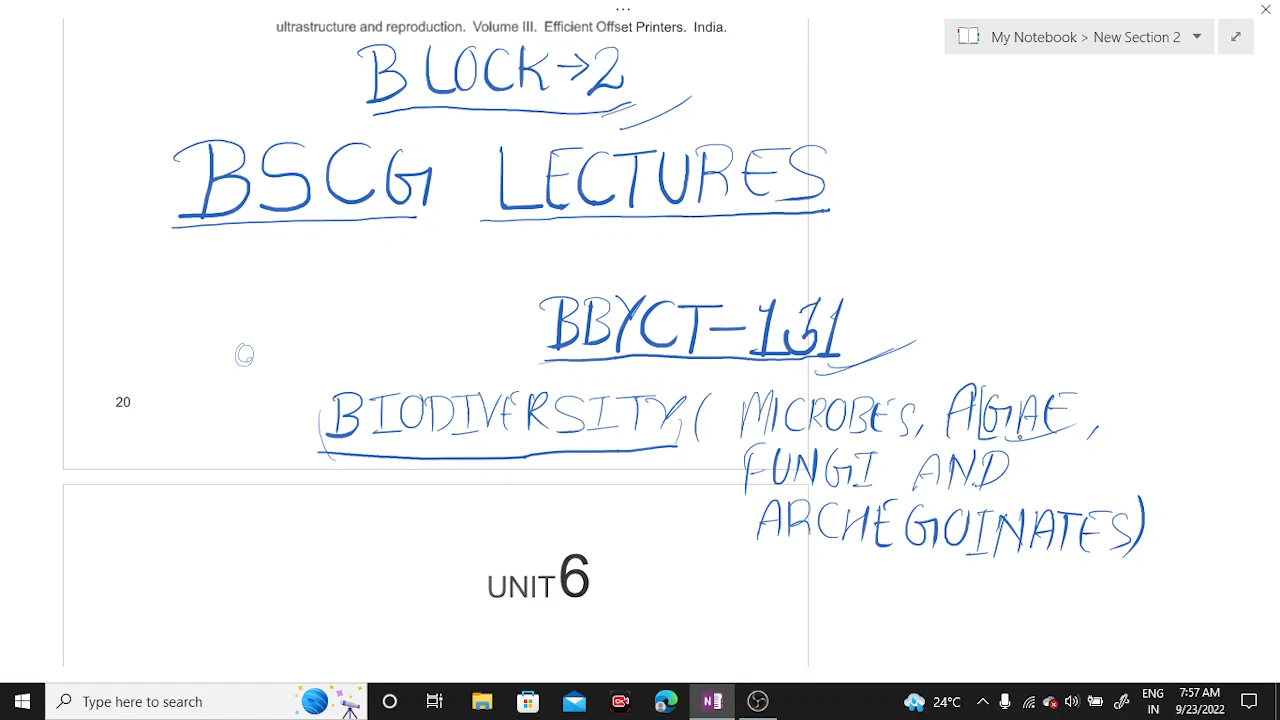 ultrastructure and reproduction. Volume III. Efficient Offset Printers. India.
My Notebook > New Section 2
BLOCK→2
BSCG LECTURES
BBYCT-131
20
BIODIVERSITY ( MICROBES, ALGAE,
FUNGI AND
ARCHEGOINATES)
UNIT 6
Type here to search
24°C
ENG
IN
7:57 AM
9/23/2022